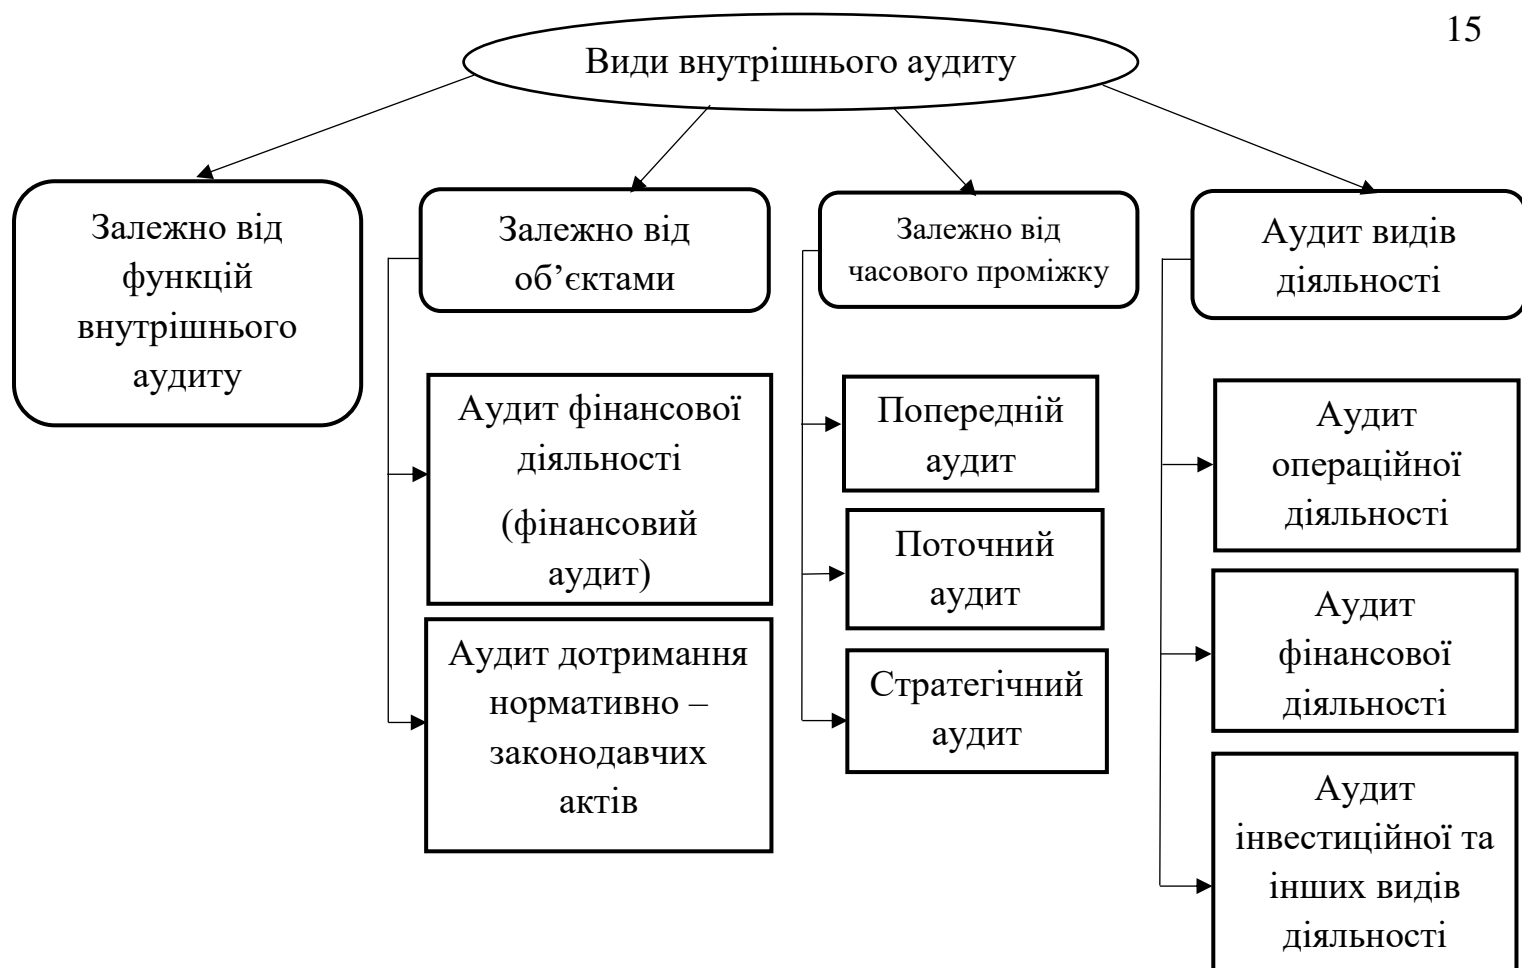 15
Види внутрішнього аудиту
Залежно від
функцій
внутрішнього
аудиту
Залежно від
об’єктами
Аудит фінансової
діяльності
(фінансовий
аудит)
Аудит дотримання
нормативно –
законодавчих
актів
Залежно від
часового проміжку
Попередній
аудит
Поточний
аудит
Стратегічний
аудит
Аудит видів
діяльності
Аудит
операційної
діяльності
Аудит
фінансової
діяльності
Аудит
інвестиційної та
інших видів
діяльності